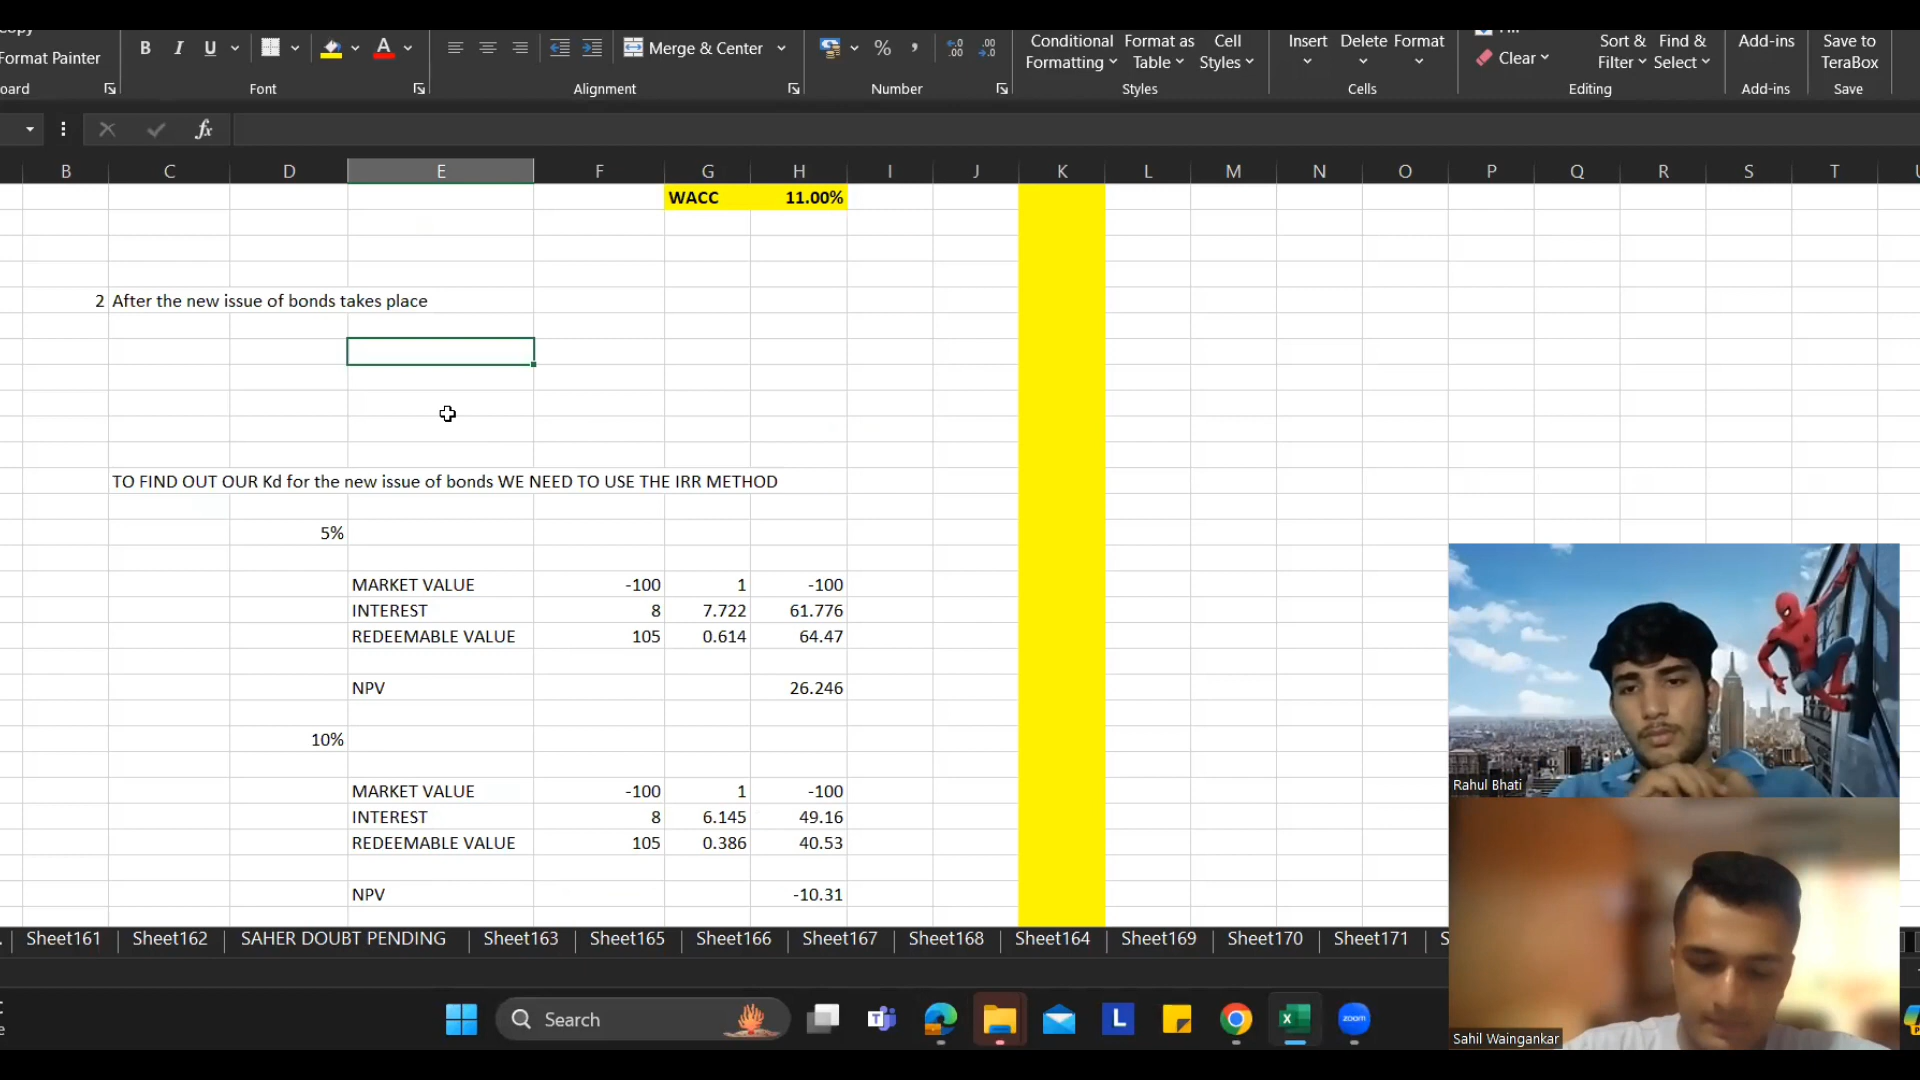 Format Painter
B I U
A
Merge & Center
%
Conditional Formatting
Format as Table
Cell Styles
Insert
Delete
Format
Clear
Sort & Filter
Find & Select
Add-ins
Save to TeraBox
Font
Alignment
Number
Styles
Cells
Editing
Add-ins
Save
fx
B C D E F G H I J K L M N O P Q R S T
WACC 11.00%
2 After the new issue of bonds takes place
TO FIND OUT OUR Kd for the new issue of bonds WE NEED TO USE THE IRR METHOD
5%
MARKET VALUE -100 1 -100
INTEREST 8 7.722 61.776
REDEEMABLE VALUE 105 0.614 64.47
NPV 26.246
10%
MARKET VALUE -100 1 -100
INTEREST 8 6.145 49.16
REDEEMABLE VALUE 105 0.386 40.53
NPV -10.31
Rahul Bhati
Sahil Waingankar
Sheet161 Sheet162 SAHER DOUBT PENDING Sheet163 Sheet165 Sheet166 Sheet167 Sheet168 Sheet164 Sheet169 Sheet170 Sheet171
Search
L
zoom